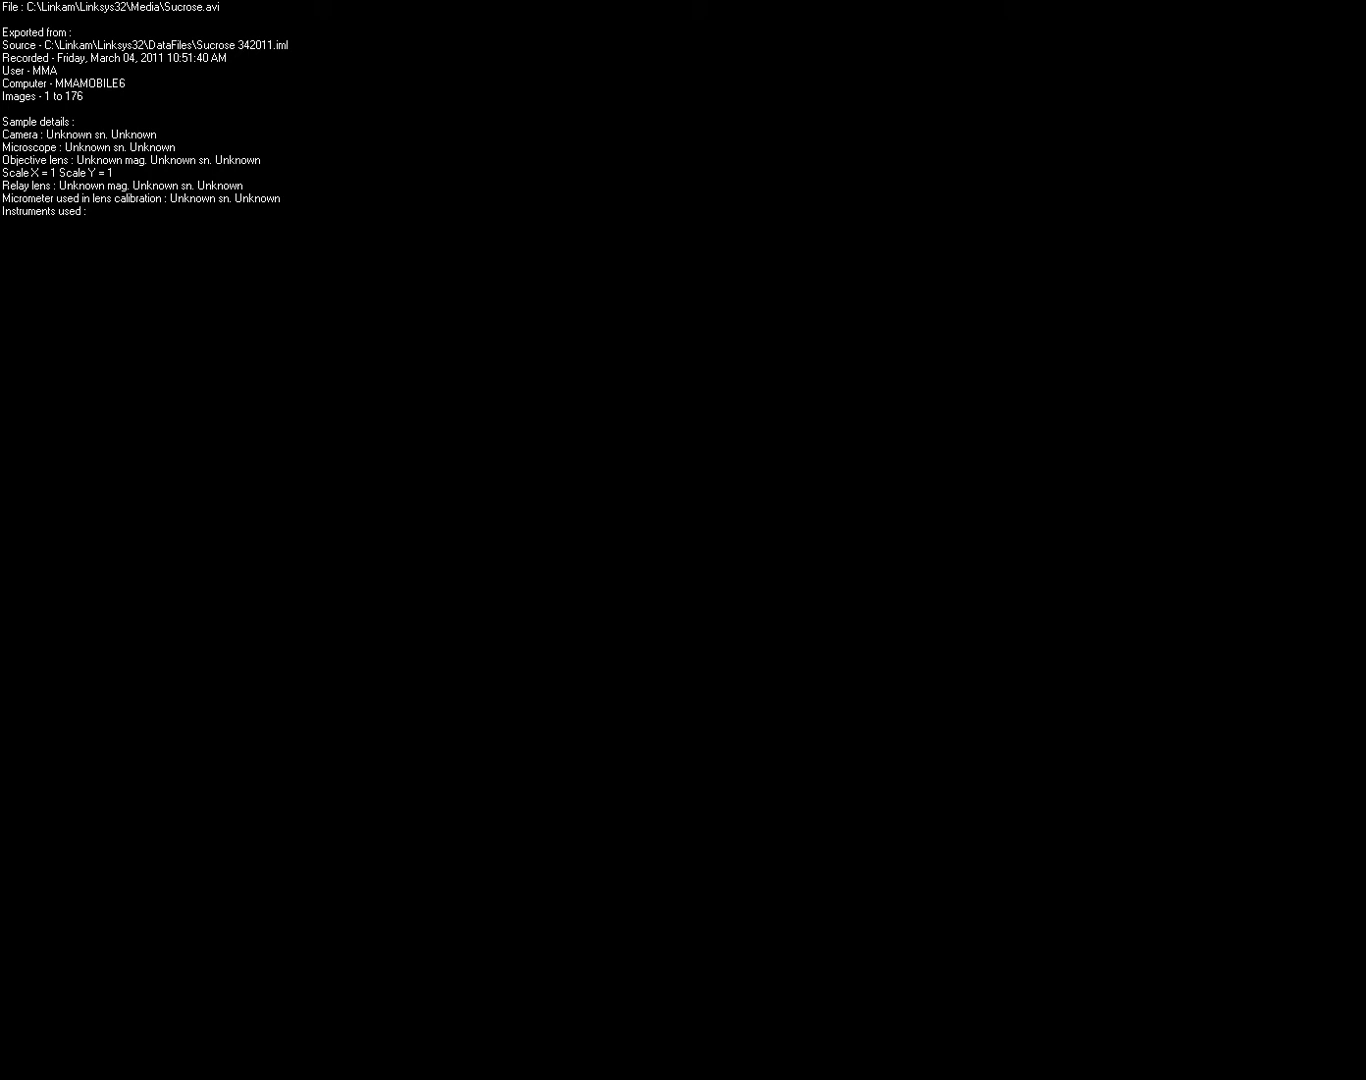 File : C:\Linkam\Linksys32\Media\Sucrose.avi
Exported from :
Source - C:\Linkam\Linksys32\DataFiles\Sucrose 342011.iml
Recorded - Friday, March 04, 2011 10:51:40 AM
User - MMA
Computer - MMAMOBILE6
Images - 1 to 176
Sample details :
Camera : Unknown sn. Unknown
Microscope : Unknown sn. Unknown
Objective lens : Unknown mag. Unknown sn. Unknown
Scale X = 1 Scale Y = 1
Relay lens : Unknown mag. Unknown sn. Unknown
Micrometer used in lens calibration : Unknown sn. Unknown
Instruments used :